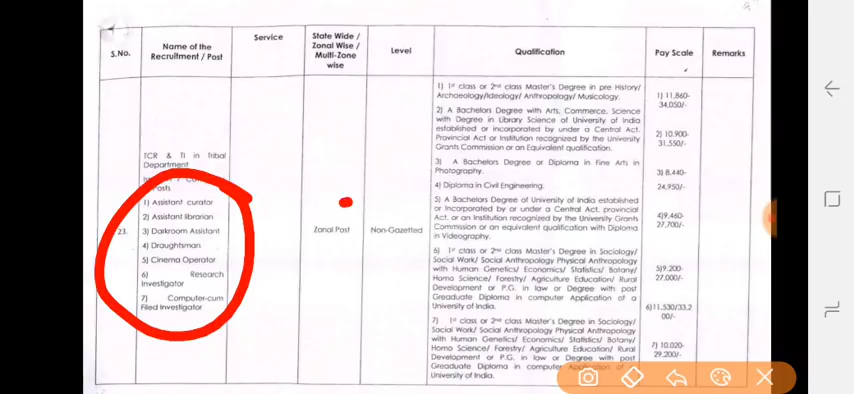 S.No.
Name of the
Recruitment / Post
Service
State Wide /
Zonal Wise /
Multi-Zone
wise
Level
Qualification
Pay Scale
Remarks
23.
TCR & TI in Tribal
Department
Posts
1) Assistant curator
2) Assistant librarian
3) Darkroom Assistant
4) Draughtsman
5) Cinema Operator
6) Research
Investigator
7) Computer-cum
Filed Investigator
Zonal Post
Non-Gazetted
1) 1st class or 2nd class Master's Degree in pre History/
Archaeology/Ideology/ Anthropology/ Musicology.
2) A Bachelors Degree with Arts, Commerce, Science
with Degree in Library Science of University of India
established or incorporated by under a Central Act.
Provincial Act or Institution recognized by the University
Grants Commission or an Equivalent qualification.
3) A Bachelors Degree or Diploma in Fine Arts in
Photography.
4) Diploma in Civil Engineering.
5) A Bachelors Degree of University of India established
or Incorporated by or under a Central Act, provincial
Act. or an Institution recognized by the University Grants
Commission or an equivalent qualification with Diploma
in Videography.
6) 1st class or 2nd class Master's Degree in Sociology/
Social Work/ Social Anthropology Physical Anthropology
with Human Genetics/ Economics/ Statistics/ Botany/
Homo Science/ Forestry/ Agriculture Education/ Rural
Development or P.G. in law or Degree with post
Greaduate Diploma in computer Application of a
University of India.
7) 1st class or 2nd class Master's Degree in Sociology/
Social Work/ Social Anthropology Physical Anthropology
with Human Genetics/ Economics/ Statistics/ Botany/
Homo Science/ Forestry/ Agriculture Education/ Rural
Development or P.G. in law or Degree with post
Greaduate Diploma in computer
University of India.
1) 11,860-
34,050/-
2) 10,900-
31,550/-
3) 8,440-
24,950/-
4)9,460-
27,700/-
5)9,200-
27,000/-
6)11,530/33,2
00/-
7) 10,020-
29,200/-